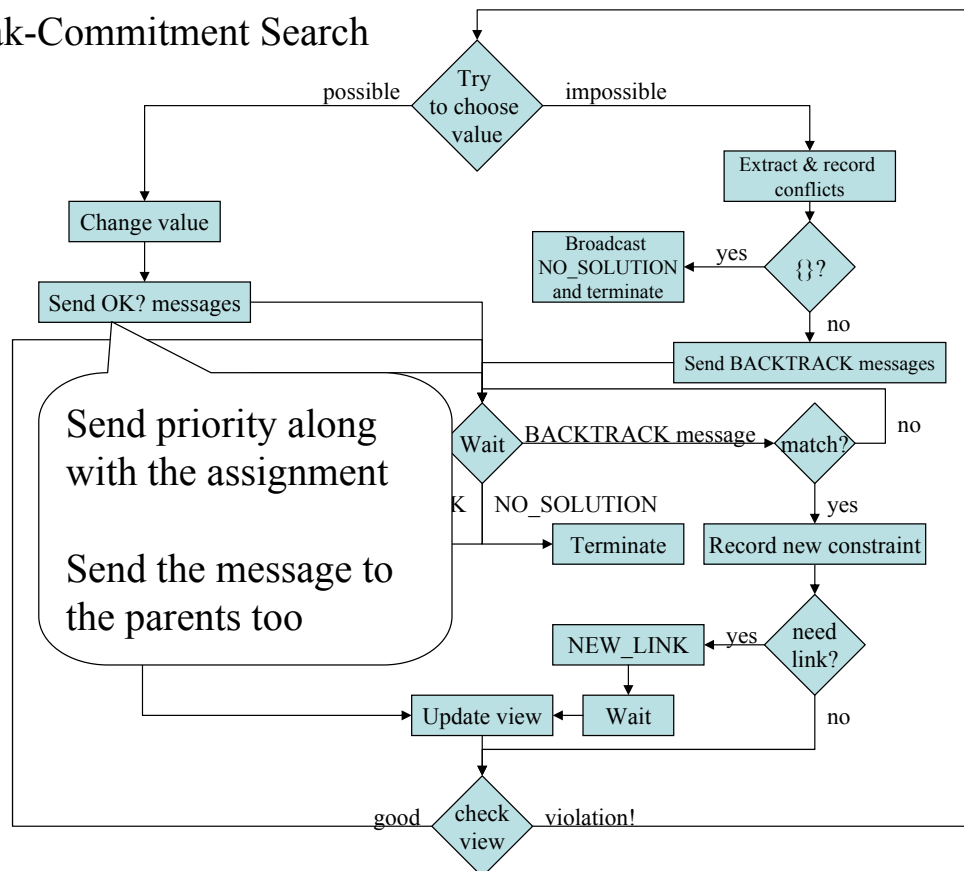 ak-Commitment Search
Try
to choose
value
possible
impossible
Extract & record
conflicts
Change value
Broadcast
NO_SOLUTION
and terminate
yes
{}?
Send OK? messages
no
Send BACKTRACK messages
Send priority along
with the assignment
Send the message to
the parents too
Wait
BACKTRACK message
match?
no
K
NO_SOLUTION
yes
Terminate
Record new constraint
NEW_LINK
yes
need
link?
Update view
Wait
no
good
check
view
violation!